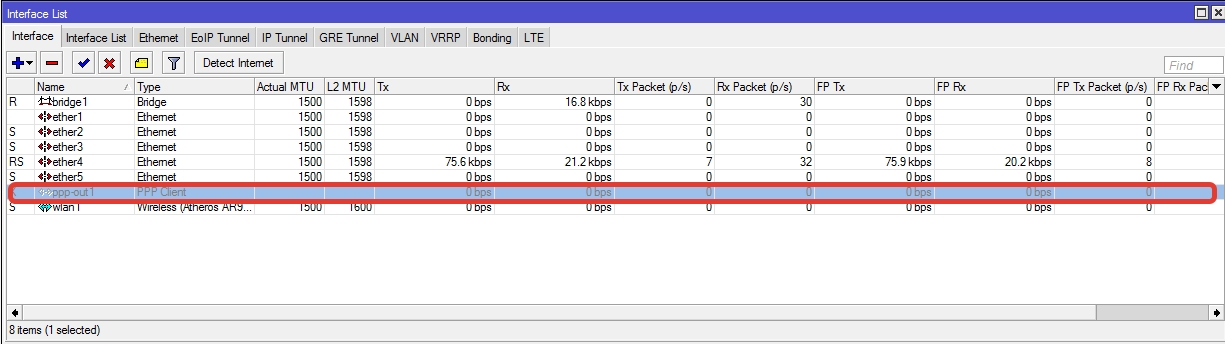 Interface List
Interface Interface List Ethernet EoIP Tunnel IP Tunnel GRE Tunnel VLAN VRRP Bonding LTE
Detect Internet Find
Name Type Actual MTU L2 MTU Tx Rx Tx Packet (p/s) Rx Packet (p/s) FP Tx FP Rx FP Tx Packet (p/s) FP Rx Pac
R bridge1 Bridge 1500 1598 0 bps 16.8 kbps 0 30 0 bps 0 bps 0
ether1 Ethernet 1500 1598 0 bps 0 bps 0 0 0 bps 0 bps 0
S ether2 Ethernet 1500 1598 0 bps 0 bps 0 0 0 bps 0 bps 0
S ether3 Ethernet 1500 1598 0 bps 0 bps 0 0 0 bps 0 bps 0
RS ether4 Ethernet 1500 1598 75.6 kbps 21.2 kbps 7 32 75.9 kbps 20.2 kbps 8
S ether5 Ethernet 1500 1598 0 bps 0 bps 0 0 0 bps 0 bps 0
ppp-out1 PPP Client 0 bps 0 bps 0 0 0 bps 0 bps 0
S wlan1 Wireless (Atheros AR9... 1500 1600 0 bps 0 bps 0 0 0 bps 0 bps 0
8 items (1 selected)